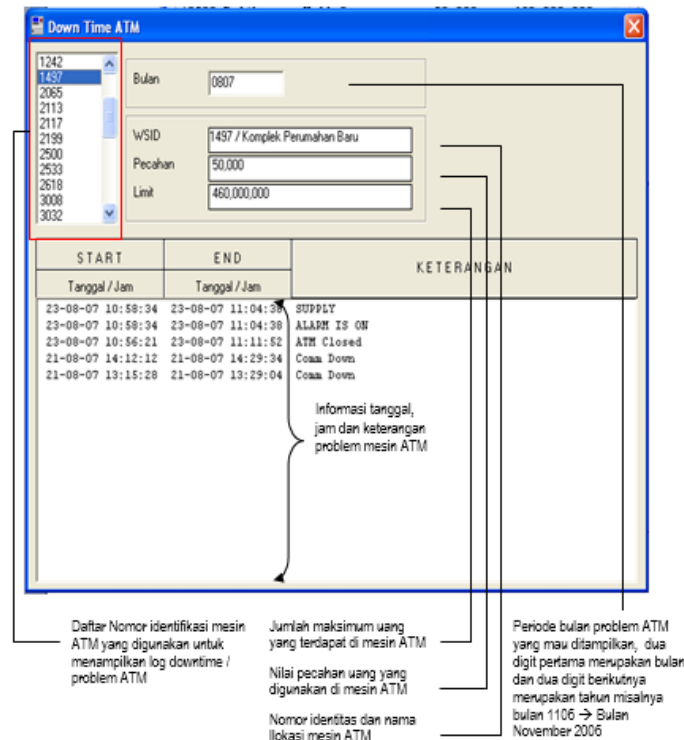 Down Time ATM
1242
1497
2065
2113
2117
2199
2500
2533
2618
3008
3032
Bulan 0807
WSID 1497 / Komplek Perumahan Baru
Pecahan 50,000
Limit 460,000,000
START END KETERANGAN
Tanggal / Jam Tanggal / Jam
23-08-07 10:58:34 23-08-07 11:04:38 SUPPLY
23-08-07 10:58:34 23-08-07 11:04:38 ALARM IS ON
23-08-07 10:56:21 23-08-07 11:11:52 ATM Closed
21-08-07 14:12:12 21-08-07 14:29:34 Comm Down
21-08-07 13:15:28 21-08-07 13:29:04 Comm Down
Informasi tanggal,
jam dan keterangan
problem mesin ATM
Daftar Nomor identifikasi mesin
ATM yang digunakan untuk
menampilkan log downtime /
problem ATM
Jumlah maksimum uang
yang terdapat di mesin ATM
Nilai pecahan uang yang
digunakan di mesin ATM
Nomor identitas dan nama
llokasi mesin ATM
Periode bulan problem ATM
yang mau ditampilkan, dua
digit pertama merupakan bulan
dan dua digit berikutnya
merupakan tahun misalnya
bulan 1106 → Bulan
November 2006